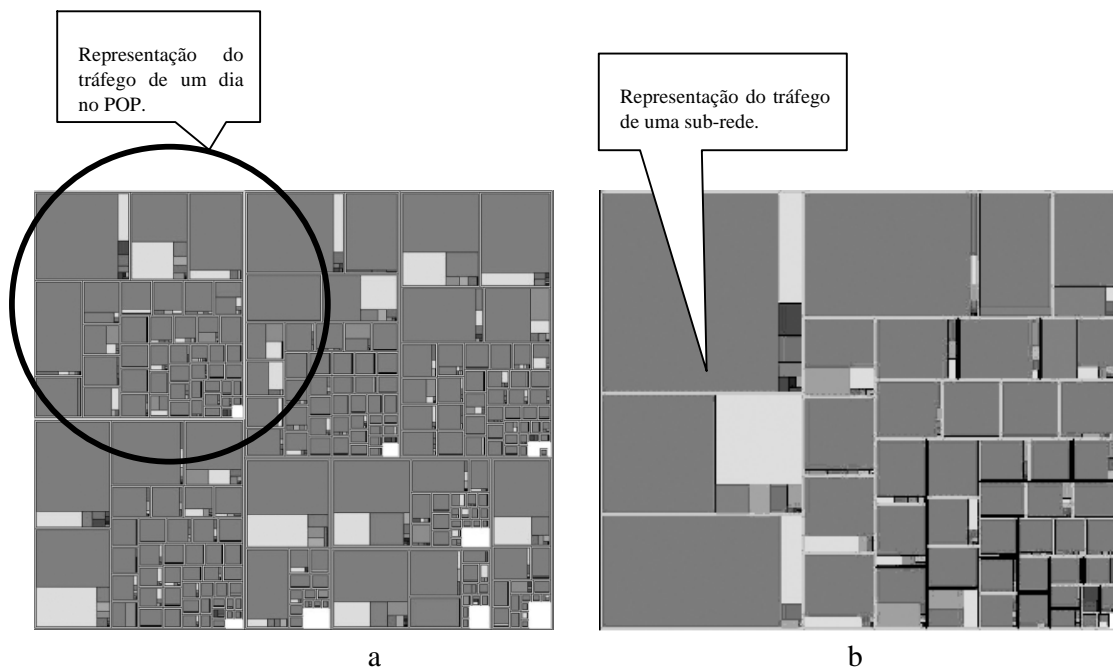 Representação do
tráfego de um dia
no POP.
Representação do tráfego
de uma sub-rede.
a
b